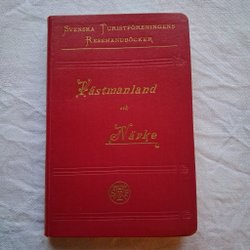 Svenska Turistföreningens
Resehandböcker
Västmanland
och
Närke